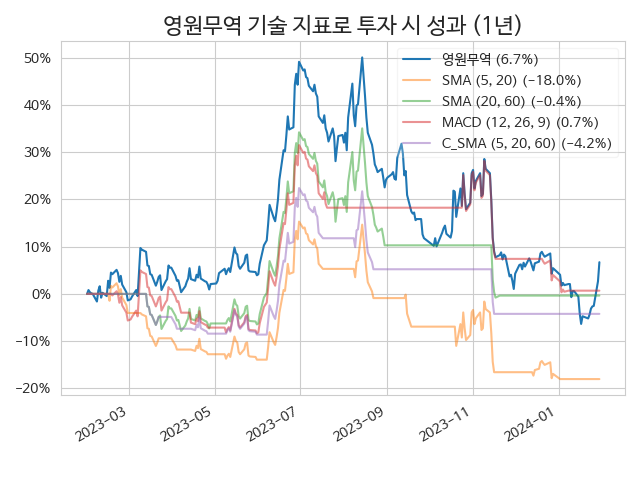 영원무역 기술 지표로 투자 시 성과 (1년)
50%
40%
30%
20%
10%
0%
−10%
−20%
영원무역 (6.7%)
SMA (5, 20) (−18.0%)
SMA (20, 60) (−0.4%)
MACD (12, 26, 9) (0.7%)
C_SMA (5, 20, 60) (−4.2%)
2023−03
2023−05
2023−07
2023−09
2023−11
2024−01